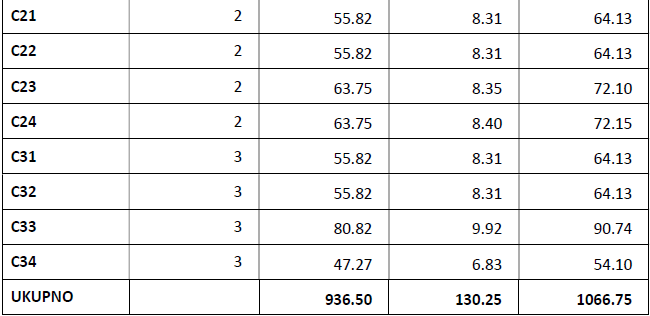 C21 2 55.82 8.31 64.13
C22 2 55.82 8.31 64.13
C23 2 63.75 8.35 72.10
C24 2 63.75 8.40 72.15
C31 3 55.82 8.31 64.13
C32 3 55.82 8.31 64.13
C33 3 80.82 9.92 90.74
C34 3 47.27 6.83 54.10
UKUPNO 936.50 130.25 1066.75